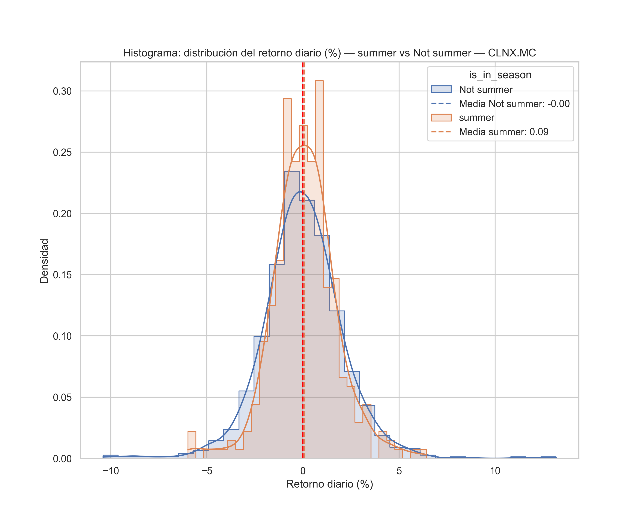 Histograma: distribución del retorno diario (%) — summer vs Not summer — CLNX.MC
is_in_season
Not summer
Media Not summer: -0.00
summer
Media summer: 0.09
Densidad
0.30
0.25
0.20
0.15
0.10
0.05
0.00
−10
−5
0
5
10
Retorno diario (%)